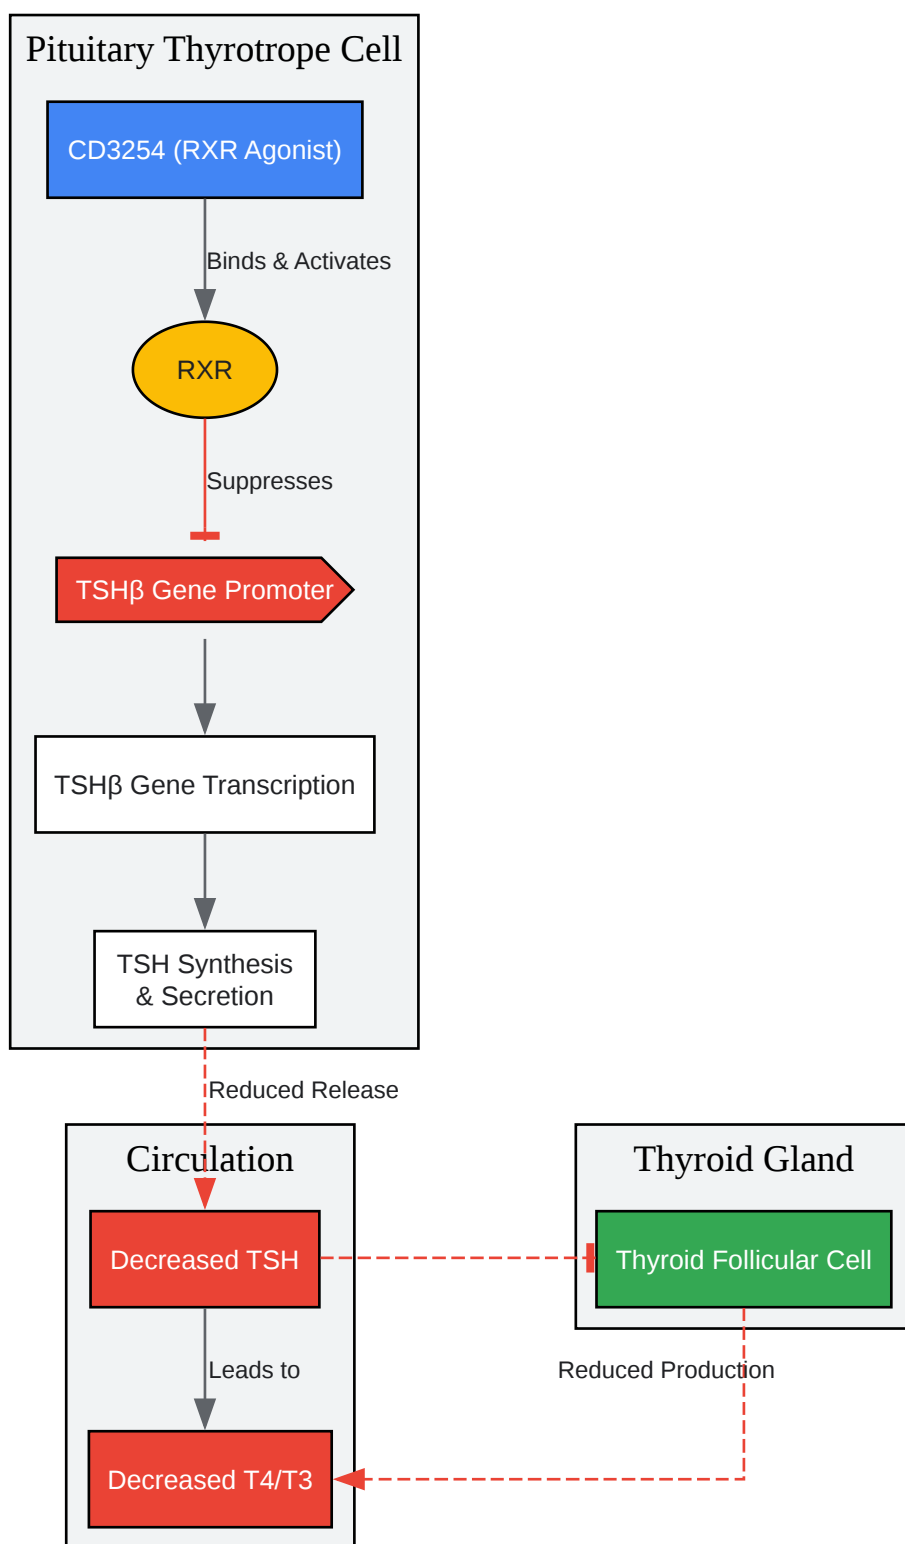 Pituitary Thyrotrope Cell
CD3254 (RXR Agonist)
Binds & Activates
RXR
Suppresses
TSHβ Gene Promoter
TSHβ Gene Transcription
TSH Synthesis
& Secretion
Reduced Release
Circulation
Thyroid Gland
Decreased TSH
Thyroid Follicular Cell
Leads to
Reduced Production
Decreased T4/T3